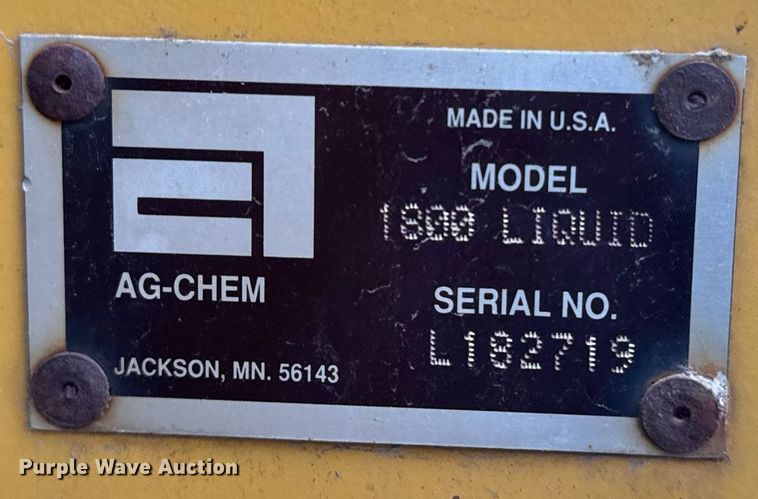 MADE IN U.S.A.
MODEL
1800 LIQUID
AG-CHEM
SERIAL NO.
L182719
JACKSON, MN. 56143
Purple Wave Auction